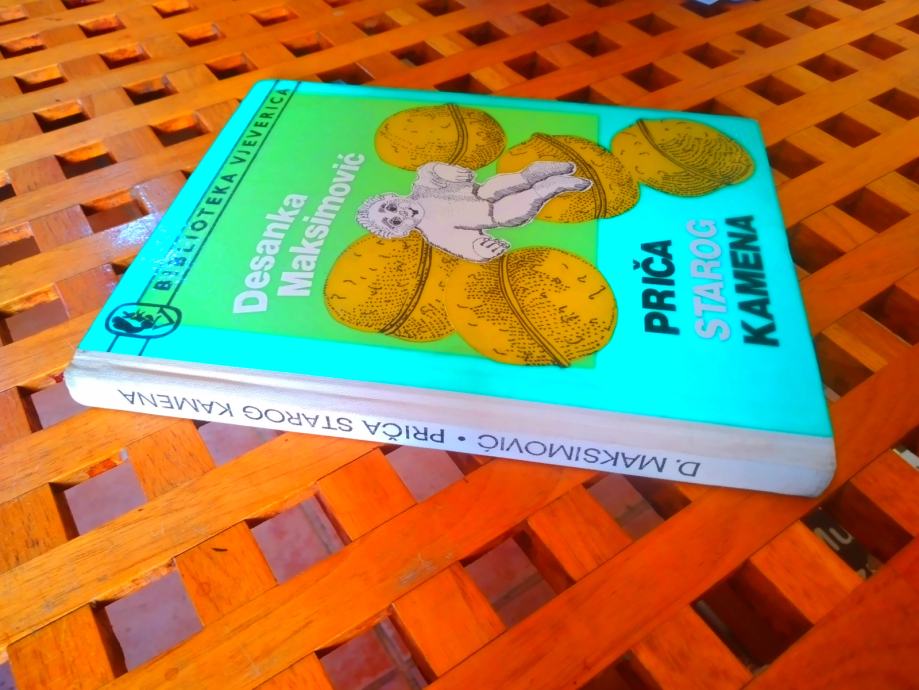 BIBLIOTEKA VJEVERICA
Desanka
Maksimović
PRIČA
STAROG
KAMENA
D. MAKSIMOVIĆ • PRIČA STAROG KAMENA